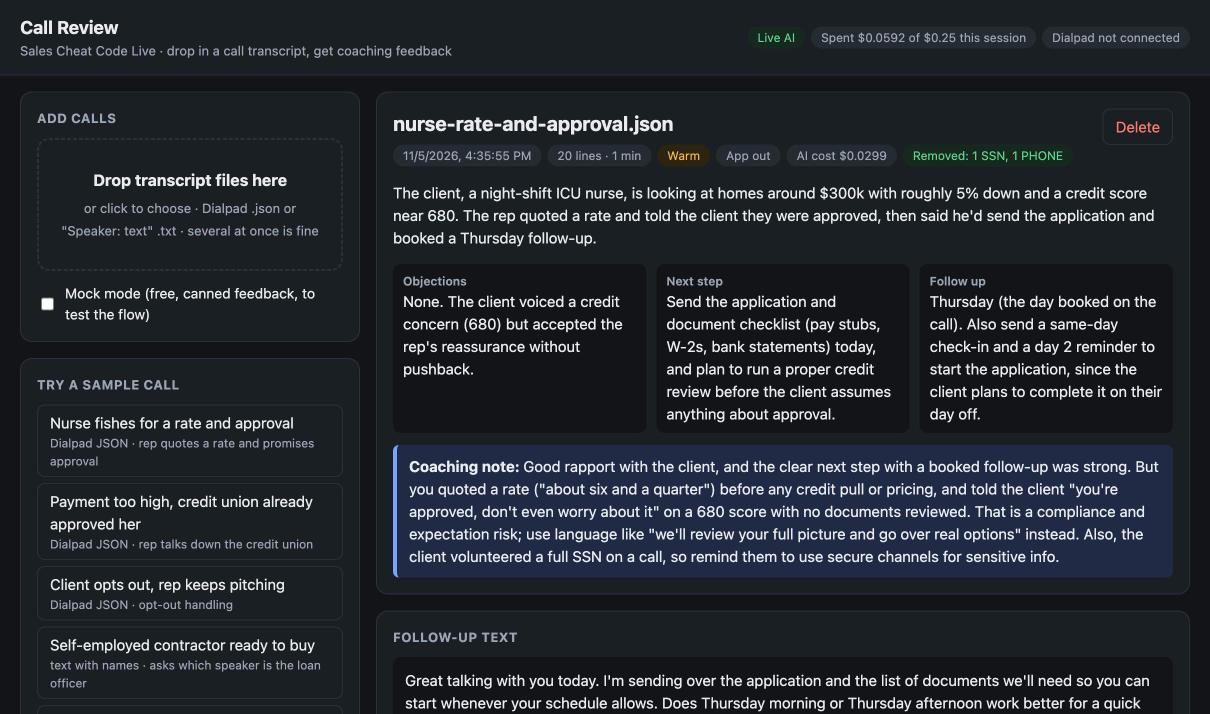 Call Review
Sales Cheat Code Live · drop in a call transcript, get coaching feedback
Live AI
Spent $0.0592 of $0.25 this session
Dialpad not connected
ADD CALLS
Drop transcript files here
or click to choose · Dialpad .json or
"Speaker: text" .txt · several at once is fine
Mock mode (free, canned feedback, to
test the flow)
TRY A SAMPLE CALL
Nurse fishes for a rate and approval
Dialpad JSON · rep quotes a rate and promises
approval
Payment too high, credit union already
approved her
Dialpad JSON · rep talks down the credit union
Client opts out, rep keeps pitching
Dialpad JSON · opt-out handling
Self-employed contractor ready to buy
text with names · asks which speaker is the loan
officer
nurse-rate-and-approval.json
Delete
11/5/2026, 4:35:55 PM
20 lines · 1 min
Warm
App out
AI cost $0.0299
Removed: 1 SSN, 1 PHONE
The client, a night-shift ICU nurse, is looking at homes around $300k with roughly 5% down and a credit score
near 680. The rep quoted a rate and told the client they were approved, then said he'd send the application and
booked a Thursday follow-up.
Objections
None. The client voiced a credit
concern (680) but accepted the
rep's reassurance without
pushback.
Next step
Send the application and
document checklist (pay stubs,
W-2s, bank statements) today,
and plan to run a proper credit
review before the client assumes
anything about approval.
Follow up
Thursday (the day booked on the
call). Also send a same-day
check-in and a day 2 reminder to
start the application, since the
client plans to complete it on their
day off.
Coaching note: Good rapport with the client, and the clear next step with a booked follow-up was strong. But
you quoted a rate ("about six and a quarter") before any credit pull or pricing, and told the client "you're
approved, don't even worry about it" on a 680 score with no documents reviewed. That is a compliance and
expectation risk; use language like "we'll review your full picture and go over real options" instead. Also, the
client volunteered a full SSN on a call, so remind them to use secure channels for sensitive info.
FOLLOW-UP TEXT
Great talking with you today. I'm sending over the application and the list of documents we'll need so you can
start whenever your schedule allows. Does Thursday morning or Thursday afternoon work better for a quick